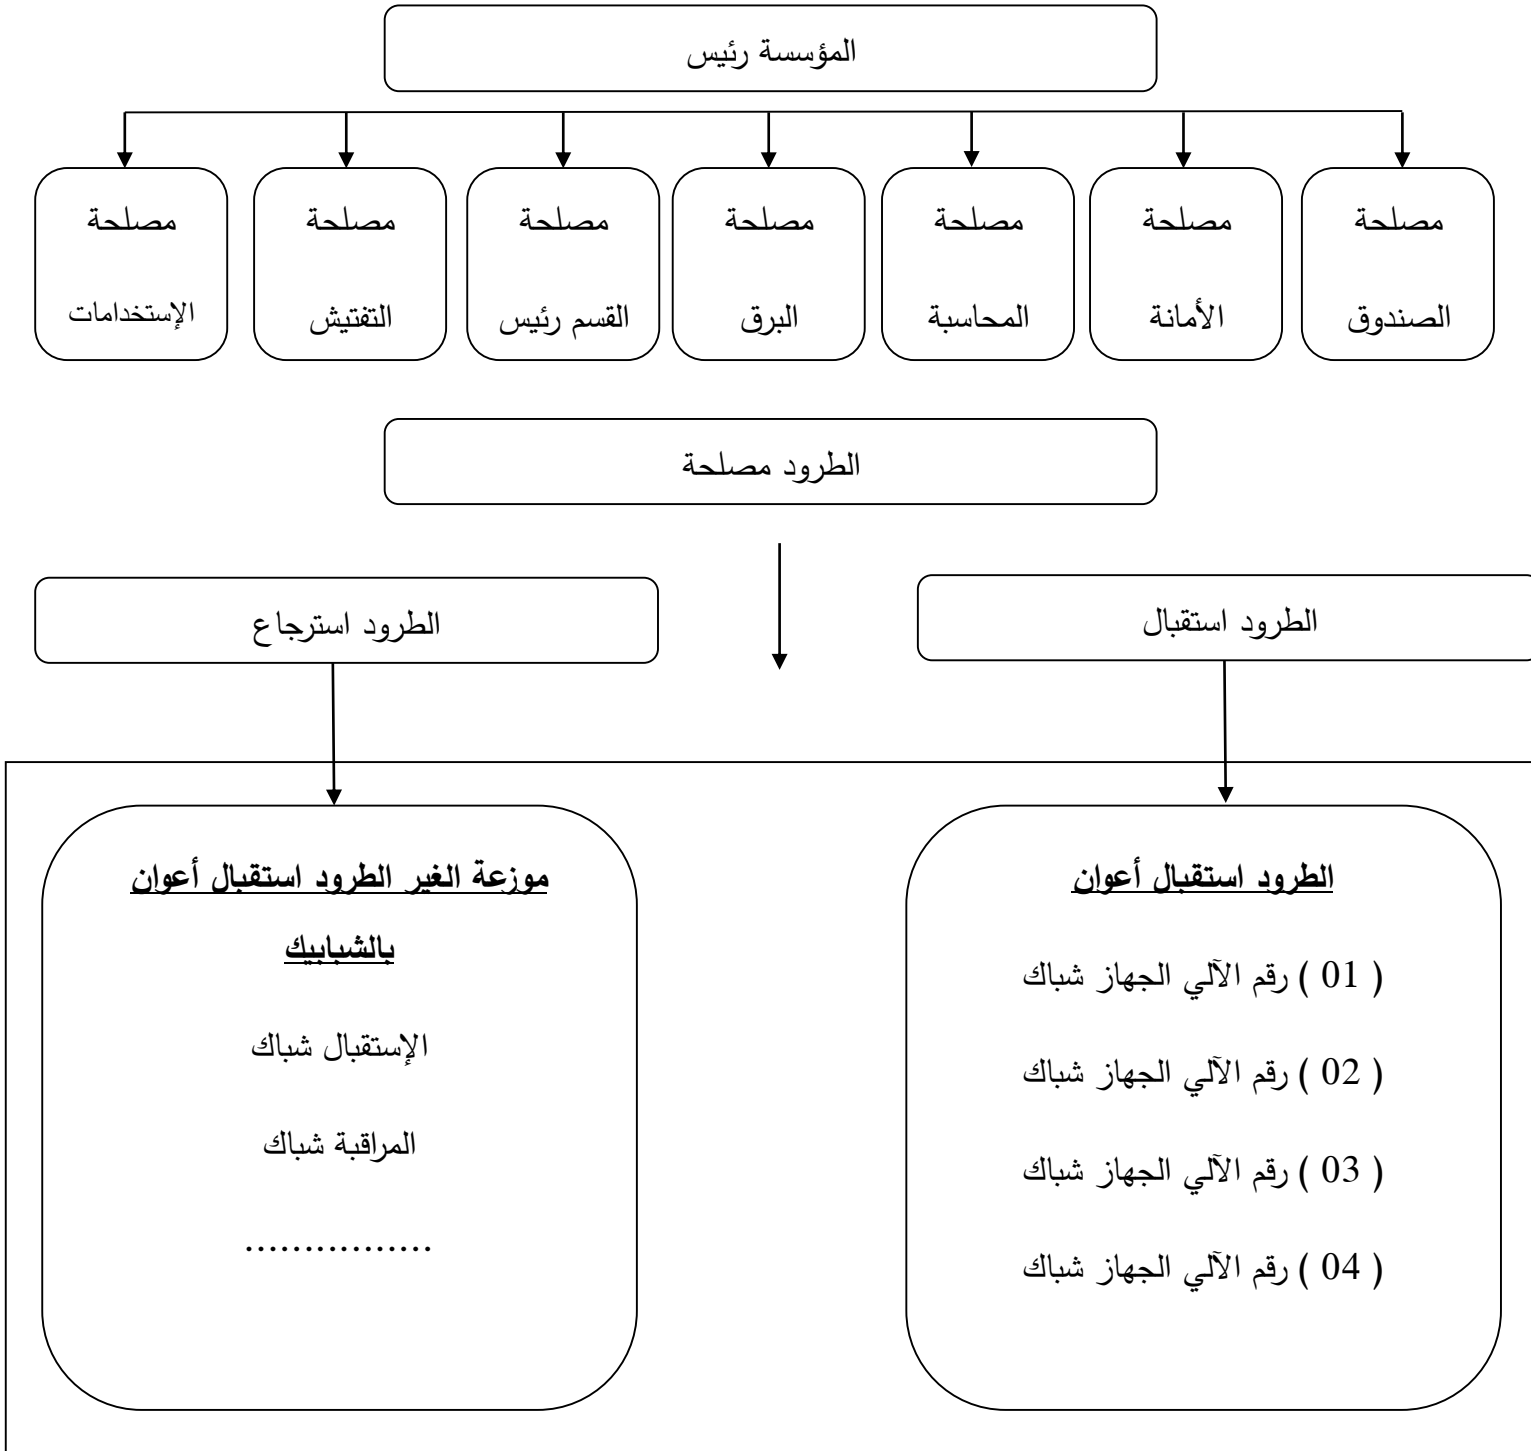 المؤسسة رئيس
مصلحة
الصندوق
مصلحة
الأمانة
مصلحة
المحاسبة
مصلحة
البرق
مصلحة
القسم رئيس
مصلحة
التفتيش
مصلحة
الإستخدامات
الطرود مصلحة
الطرود استقبال
الطرود استرجاع
الطرود استقبال أعوان
( 01 ) رقم الآلي الجهاز شباك
( 02 ) رقم الآلي الجهاز شباك
( 03 ) رقم الآلي الجهاز شباك
( 04 ) رقم الآلي الجهاز شباك
موزعة الغير الطرود استقبال أعوان
بالشبابيك
الإستقبال شباك
المراقبة شباك
................